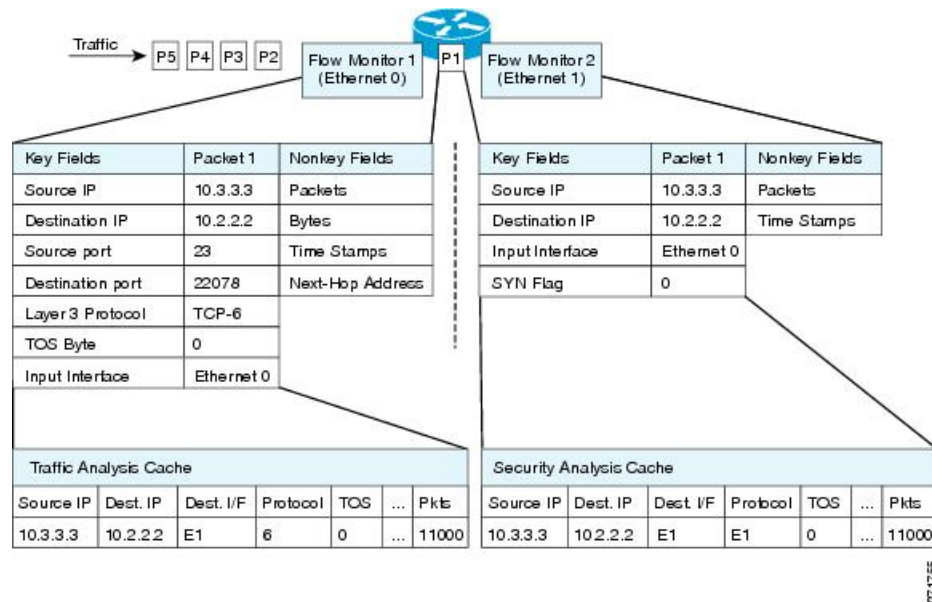 Traffic
P5 P4 P3 P2
Flow Monitor 1
(Ethernet 0)
P1
Flow Monitor 2
(Ethernet 1)
Key Fields Packet 1 Nonkey Fields
Source IP 10.3.3.3 Packets
Destination IP 10.2.2.2 Bytes
Source port 23 Time Stamps
Destination port 22078 Next-Hop Address
Layer 3 Protocol TCP-6
TOS Byte 0
Input Interface Ethernet 0
Key Fields Packet 1 Nonkey Fields
Source IP 10.3.3.3 Packets
Destination IP 10.2.2.2 Time Stamps
Input Interface Ethernet 0
SYN Flag 0
Traffic Analysis Cache
Source IP Dest. IP Dest. I/F Protocol TOS ... Pkts
10.3.3.3 10.2.2.2 E1 6 0 ... 11000
Security Analysis Cache
Source IP Dest. IP Dest. I/F Protocol TOS ... Pkts
10.3.3.3 10.2.2.2 E1 E1 0 ... 11000
271755